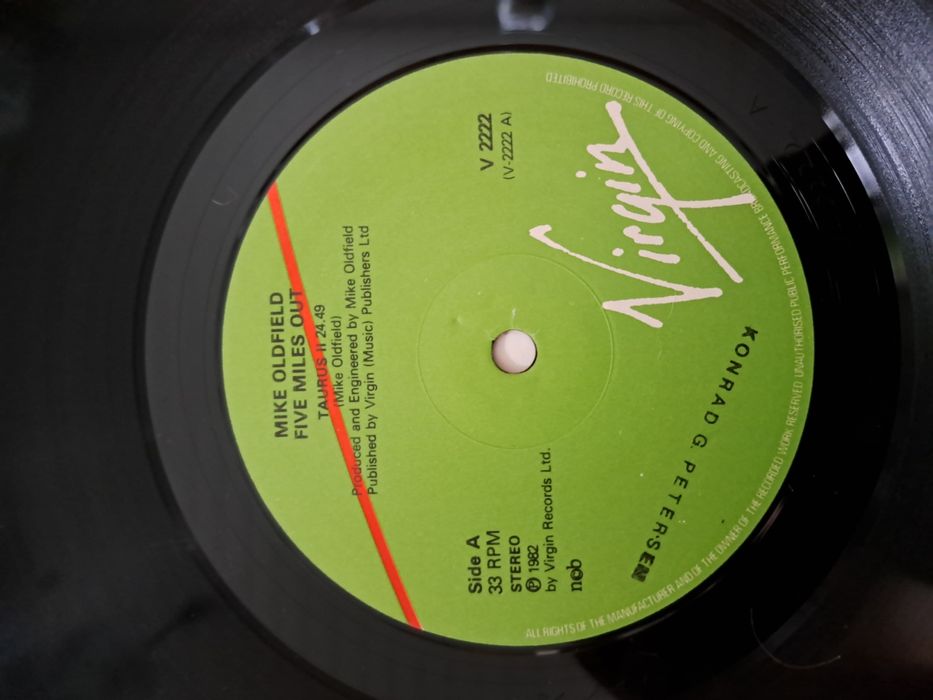 MIKE OLDFIELD
FIVE MILES OUT
TAURUS II 24.49
(Mike Oldfield)
Produced and Engineered by Mike Oldfield
Published by Virgin (Music) Publishers Ltd
Side A
33 RPM
STEREO
℗ 1982
by Virgin Records Ltd.
ncb
V 2222
(V-2222 A)
Virgin
KONRAD G. PETERSEN
ALL RIGHTS OF THE MANUFACTURER AND OF THE OWNER OF THE RECORDED WORK RESERVED UNAUTHORISED PUBLIC PERFORMANCE BROADCASTING AND COPYING OF THIS RECORD PROHIBITED